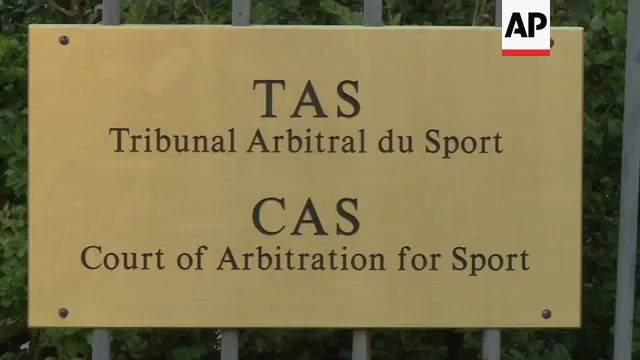 AP
TAS
Tribunal Arbitral du Sport
CAS
Court of Arbitration for Sport